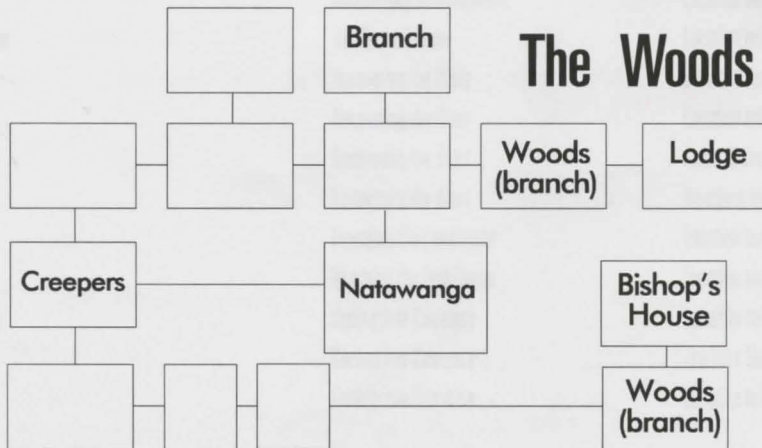 The Woods
Branch
Woods
(branch)
Lodge
Creepers
Natawanga
Bishop's
House
Woods
(branch)